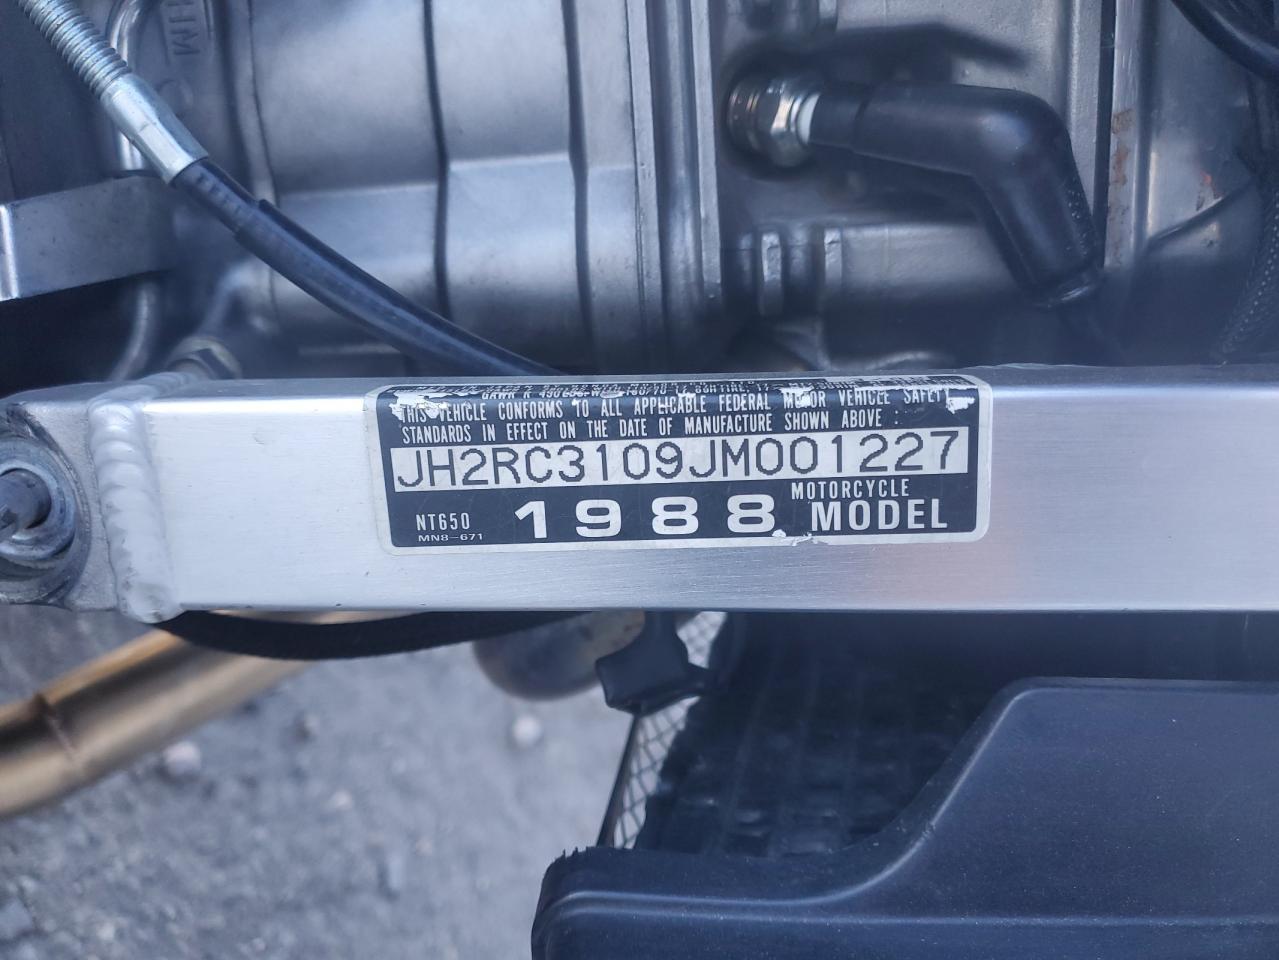 THIS VEHICLE CONFORMS TO ALL APPLICABLE FEDERAL MOTOR VEHICLE SAFETY
STANDARDS IN EFFECT ON THE DATE OF MANUFACTURE SHOWN ABOVE
JH2RC3109JM001227
NT650 1988 MOTORCYCLE MODEL
MN8-671